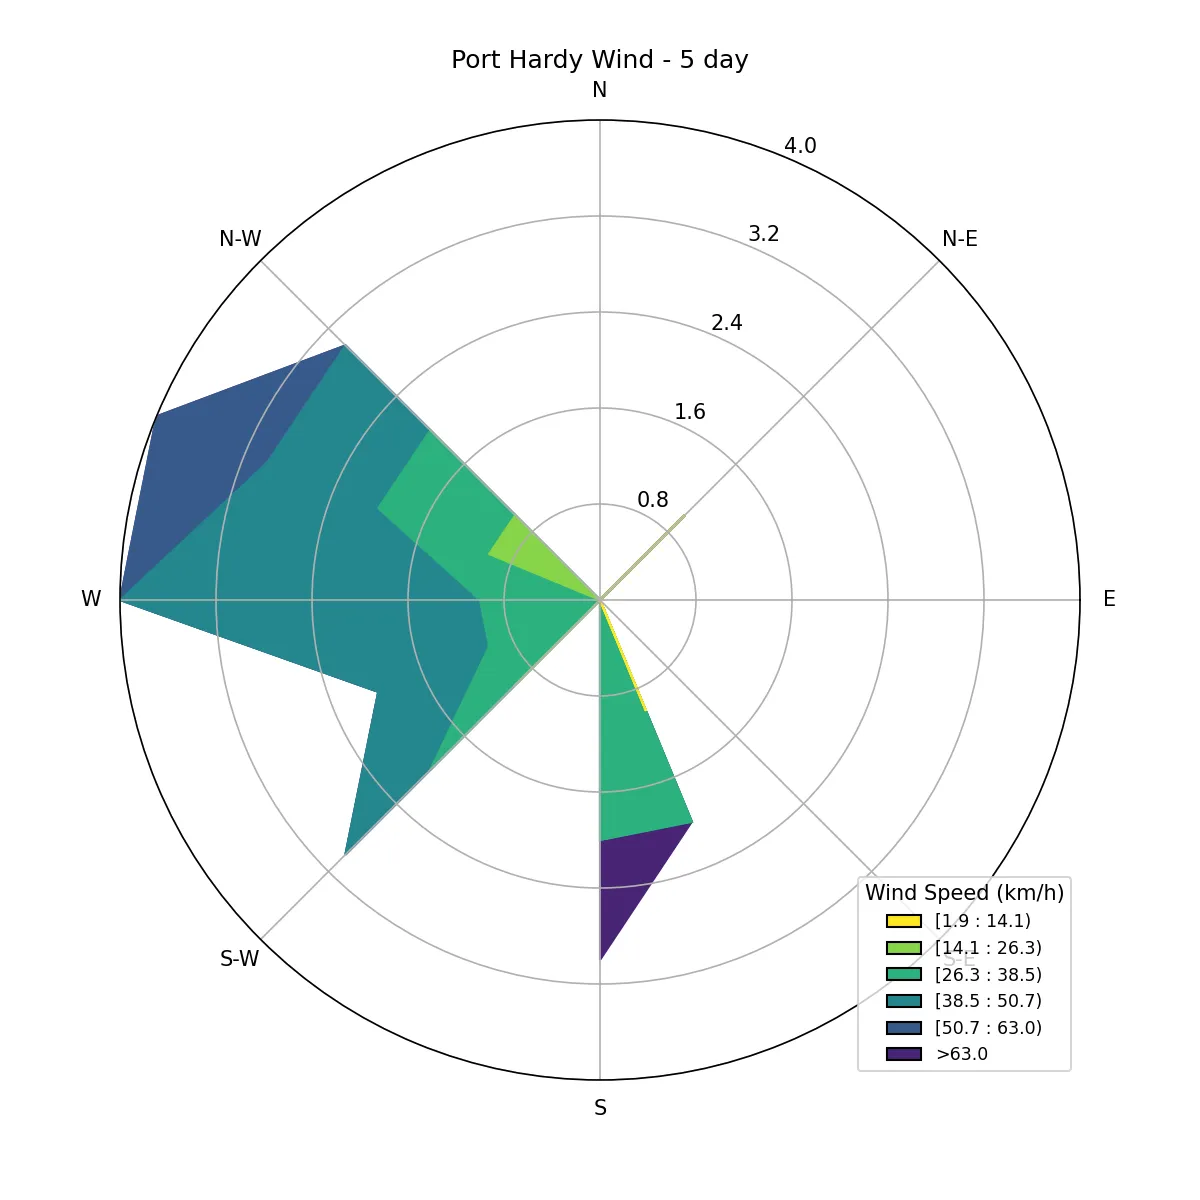 Port Hardy Wind - 5 day
N
4.0
N-W
3.2
N-E
2.4
1.6
0.8
W
E
Wind Speed (km/h)
[1.9 : 14.1)
[14.1 : 26.3)
S-W
S-E
[26.3 : 38.5)
[38.5 : 50.7)
[50.7 : 63.0)
>63.0
S